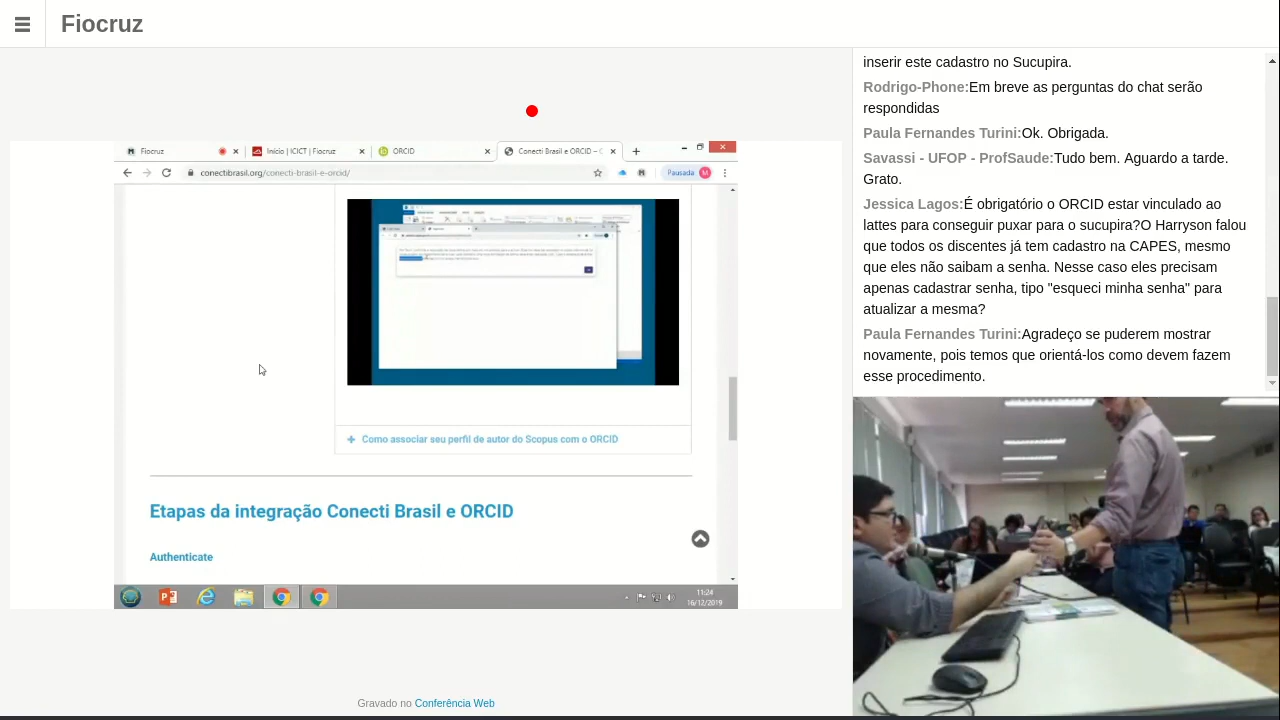 Fiocruz
inserir este cadastro no Sucupira.
Rodrigo-Phone:Em breve as perguntas do chat serão
respondidas
Paula Fernandes Turini:Ok. Obrigada.
Savassi - UFOP - ProfSaude:Tudo bem. Aguardo a tarde.
Grato.
Jessica Lagos:É obrigatório o ORCID estar vinculado ao
lattes para conseguir puxar para o sucupira?O Harryson falou
que todos os discentes já tem cadastro na CAPES, mesmo
que eles não saibam a senha. Nesse caso eles precisam
apenas cadastrar senha, tipo "esqueci minha senha" para
atualizar a mesma?
Paula Fernandes Turini:Agradeço se puderem mostrar
novamente, pois temos que orientá-los como devem fazem
esse procedimento.
Fiocruz
Início | ICICT | Fiocruz
ORCID
Conecti Brasil e ORCID – C
conectibrasil.org/conecti-brasil-e-orcid/
Pausada
M
Como associar seu perfil de autor do Scopus com o ORCID
Etapas da integração Conecti Brasil e ORCID
Authenticate
11:24
16/12/2019
Gravado no Conferência Web